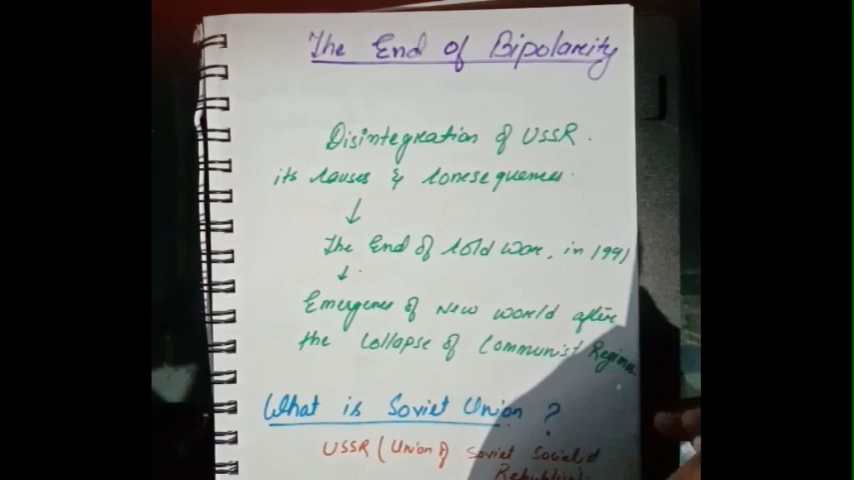 The End of Bipolarity
Disintegration of USSR.
its causes & consequences.
↓
The End of Cold War, in 1991
↓
Emergence of New world after
the Collapse of Communist Regimes.
What is Soviet Union ?
USSR (Union of Soviet Socialist